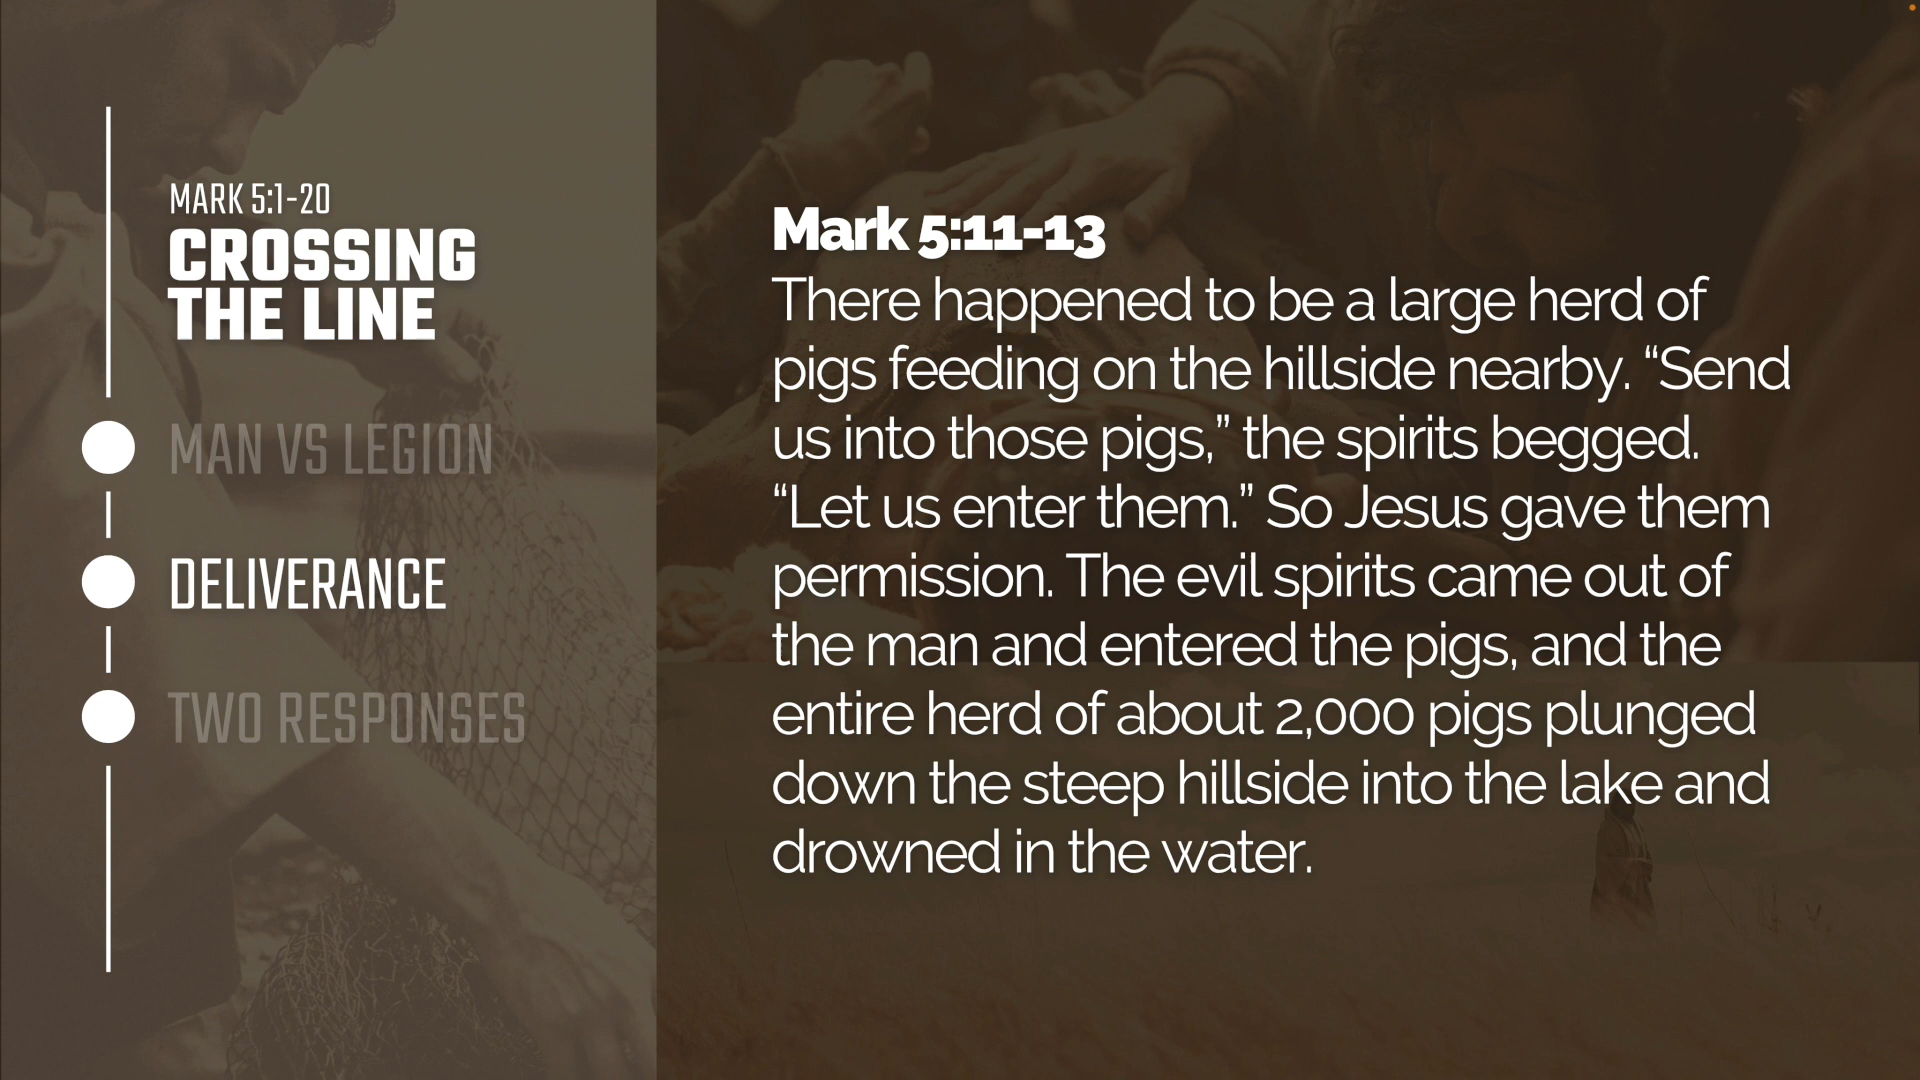 MARK 5:1-20
CROSSING
THE LINE
MAN VS LEGION
DELIVERANCE
TWO RESPONSES
Mark 5:11-13
There happened to be a large herd of
pigs feeding on the hillside nearby. “Send
us into those pigs,” the spirits begged.
“Let us enter them.” So Jesus gave them
permission. The evil spirits came out of
the man and entered the pigs, and the
entire herd of about 2,000 pigs plunged
down the steep hillside into the lake and
drowned in the water.